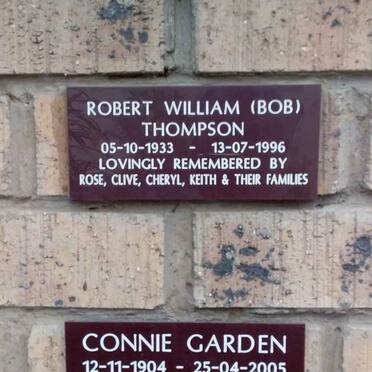 ROBERT WILLIAM (BOB)
THOMPSON
05-10-1933 - 13-07-1996
LOVINGLY REMEMBERED BY
ROSE, CLIVE, CHERYL, KEITH & THEIR FAMILIES
CONNIE GARDEN
12-11-1904 - 25-04-2005